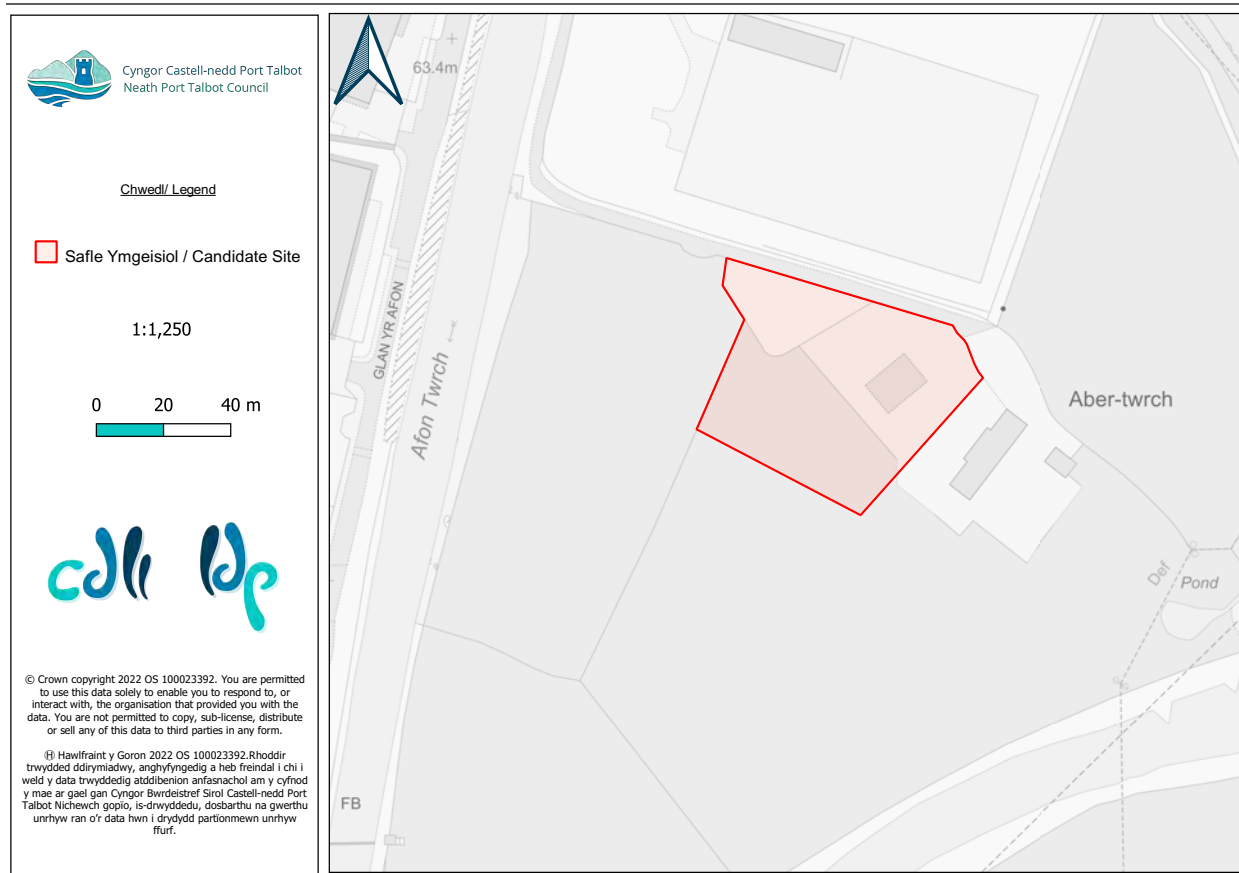 Cyngor Castell-nedd Port Talbot
Neath Port Talbot Council
Chwedl/ Legend
Safle Ymgeisiol / Candidate Site
1:1,250
0 20 40 m
cdll ldp
© Crown copyright 2022 OS 100023392. You are permitted
to use this data solely to enable you to respond to, or
interact with, the organisation that provided you with the
data. You are not permitted to copy, sub-license, distribute
or sell any of this data to third parties in any form.
Ⓗ Hawlfraint y Goron 2022 OS 100023392.Rhoddir
trwydded ddirymiadwy, anghyfyngedig a heb freindal i chi i
weld y data trwyddedig atddibenion anfasnachol am y cyfnod
y mae ar gael gan Cyngor Bwrdeistref Sirol Castell-nedd Port
Talbot Nichewch gopïo, is-drwyddedu, dosbarthu na gwerthu
unrhyw ran o'r data hwn i drydydd partïonmewn unrhyw
ffurf.
63.4m
GLAN YR AFON
Afon Twrch
Aber-twrch
Def
Pond
FB